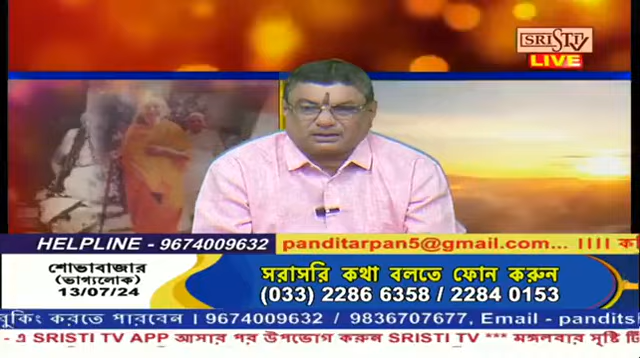 SRISTI TV
LIVE
HELPLINE - 9674009632
panditarpan5@gmail.com... ।।।। ক
শোভাবাজার
(ভাগ্যলোক)
13/07/24
সরাসরি কথা বলতে ফোন করুন
(033) 2286 6358 / 2284 0153
বুকিং করতে পারবেন । 9674009632 / 9836707677, Email - pandits
- এ SRISTI TV APP আসার পর উপভোগ করুন SRISTI TV *** মঙ্গলবার সৃষ্টি টি